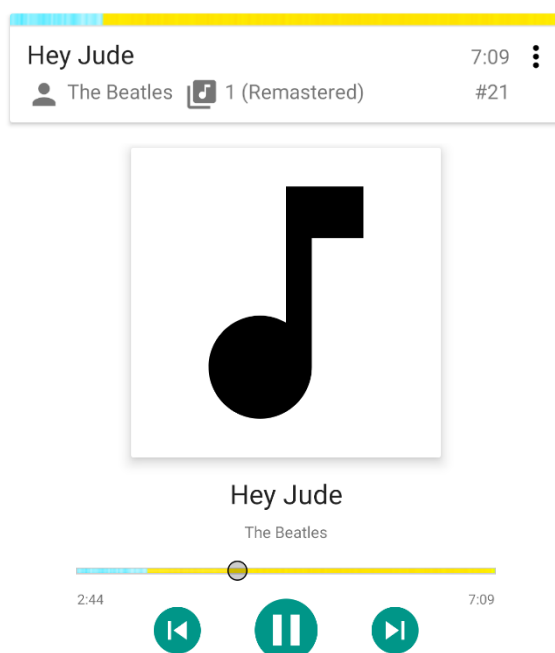 Hey Jude 7:09
The Beatles 1 (Remastered) #21
Hey Jude
The Beatles
2:44 7:09